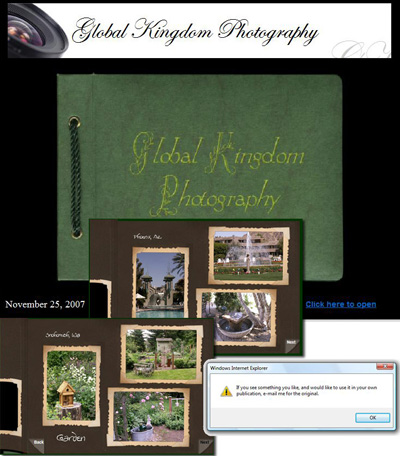 Global Kingdom Photography
Global Kingdom
Photography
Phoenix, Az.
November 25, 2007
Click here to open
Next
Windows Internet Explorer
If you see something you like, and would like to use it in your own
publication, e-mail me for the original.
OK
Garden
Back
Next